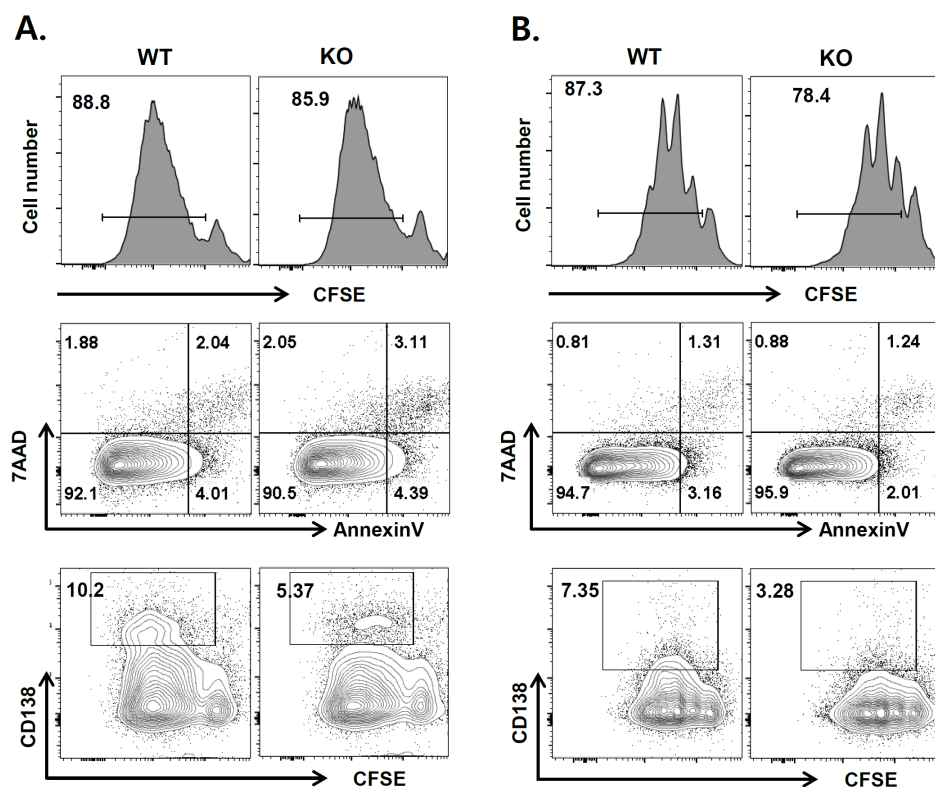 A.
B.
WT
KO
WT
KO
88.8
85.9
87.3
78.4
Cell number
Cell number
CFSE
CFSE
1.88
2.04
2.05
3.11
0.81
1.31
0.88
1.24
7AAD
7AAD
92.1
4.01
90.5
4.39
94.7
3.16
95.9
2.01
AnnexinV
AnnexinV
10.2
5.37
7.35
3.28
CD138
CD138
CFSE
CFSE